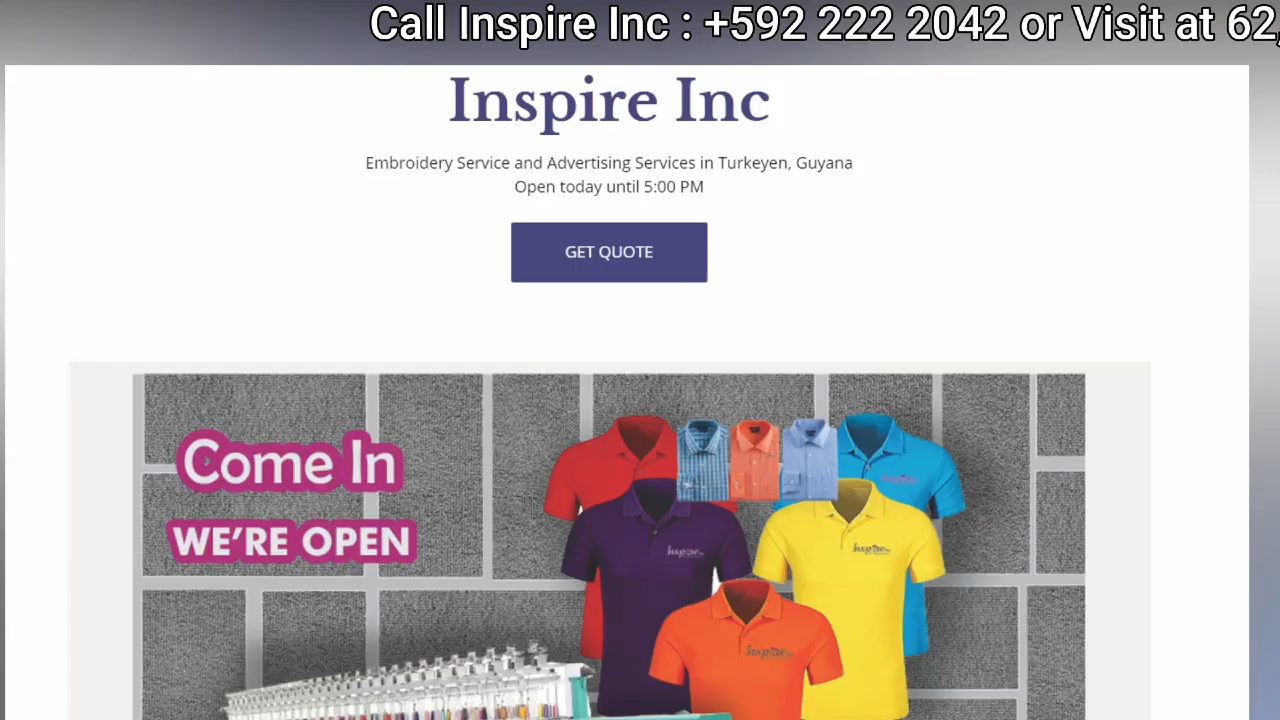 Call Inspire Inc : +592 222 2042 or Visit at 62,
Inspire Inc
Embroidery Service and Advertising Services in Turkeyen, Guyana
Open today until 5:00 PM
GET QUOTE
Come In
WE'RE OPEN